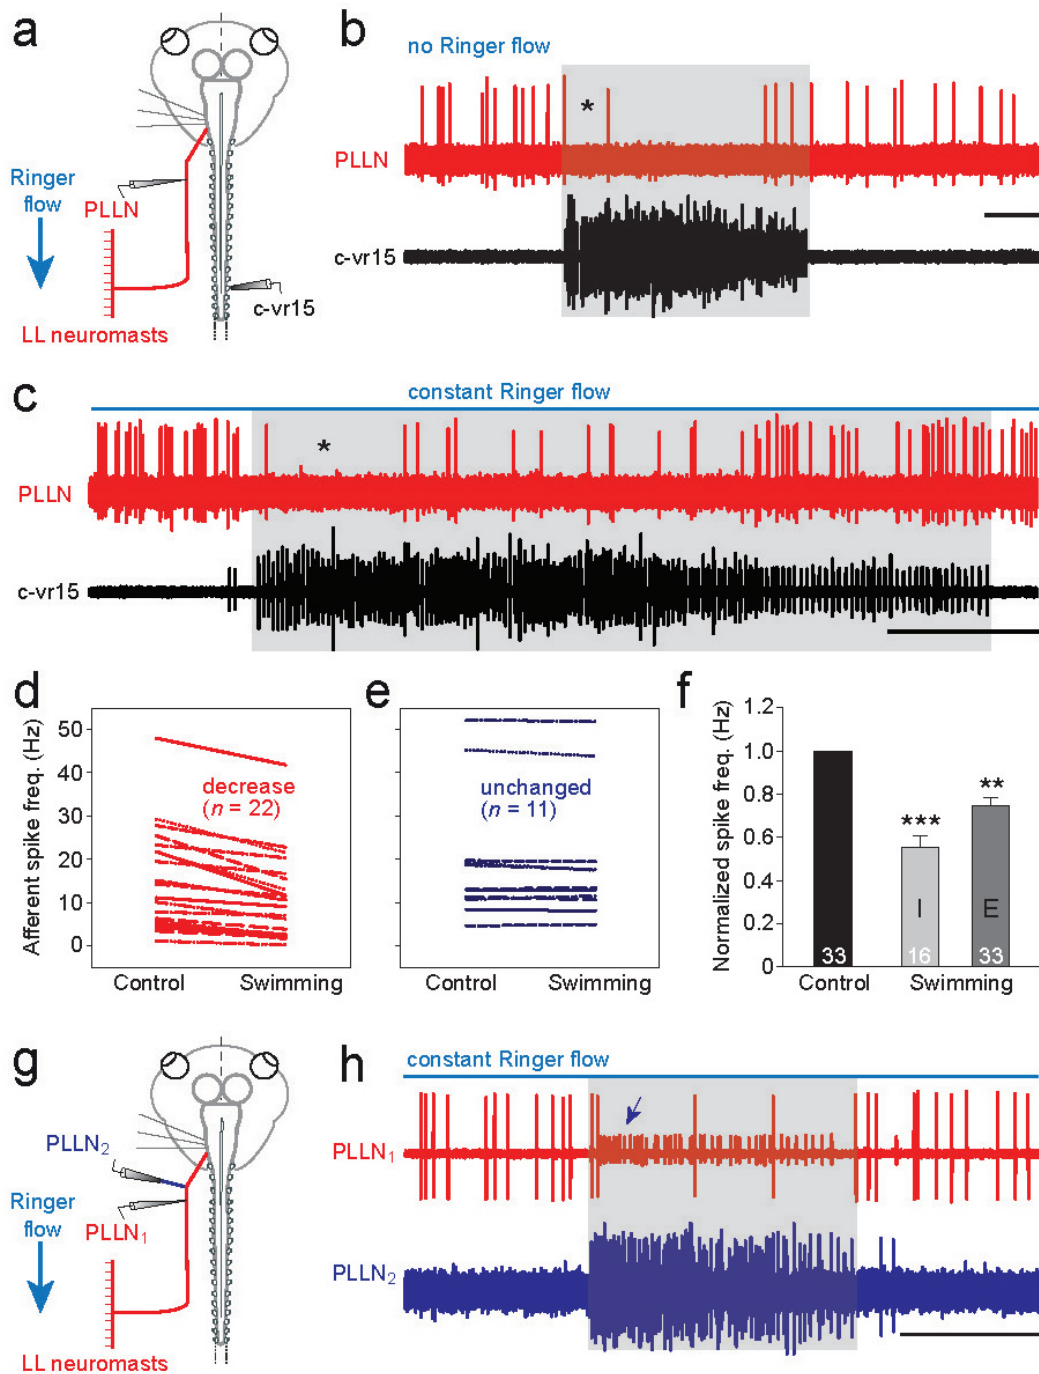 a
Ringer
flow
PLLN
LL neuromasts
c-vr15
b
no Ringer flow
*
PLLN
c-vr15
c
constant Ringer flow
*
PLLN
c-vr15
d
Afferent spike freq. (Hz)
50
40
30
20
10
0
decrease
(n = 22)
Control
Swimming
e
unchanged
(n = 11)
Control
Swimming
f
Normalized spike freq. (Hz)
1.2
1.0
0.8
0.6
0.4
0.2
0
***
**
I
E
33
16
33
Control
Swimming
g
PLLN2
Ringer
flow
PLLN1
LL neuromasts
h
constant Ringer flow
PLLN1
PLLN2